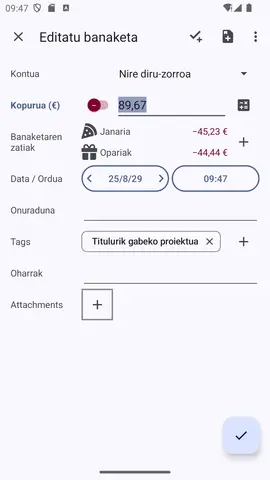 09:47
Editatu banaketa
Kontua
Nire diru-zorroa
Kopurua (€)
89,67
Banaketaren zatiak
Janaria
−45,23 €
Opariak
−44,44 €
Data / Ordua
25/8/29
09:47
Onuraduna
Tags
Titulurik gabeko proiektua
Oharrak
Attachments